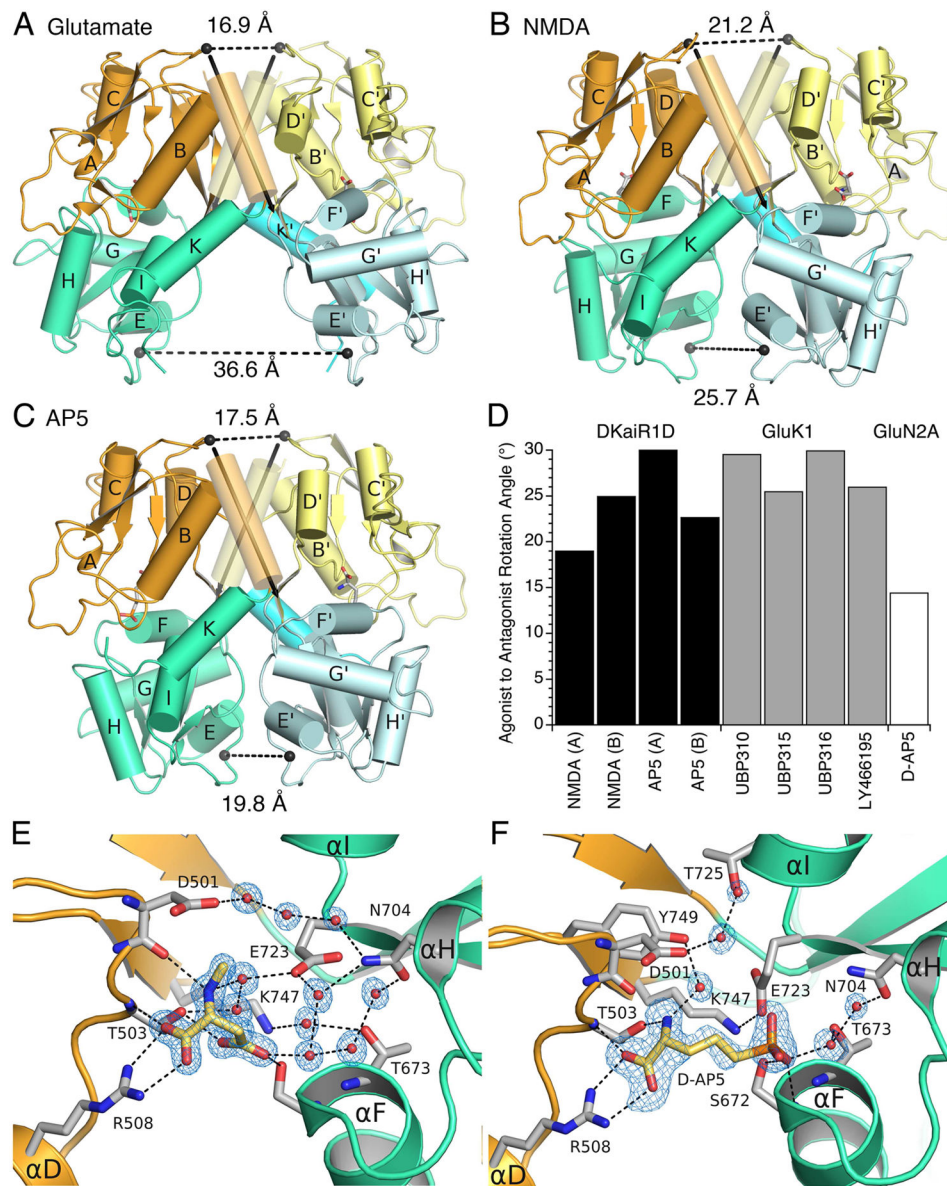 A Glutamate
16.9 Å
C
A
B
D'
B'
C'
F'
K'
G
K
G'
H
I
E
E'
H'
36.6 Å
B NMDA
21.2 Å
C
D
A
B
D'
B'
C'
A
F
F'
K
G
G'
H
I
E'
H'
25.7 Å
C AP5
17.5 Å
C
D
A
B
D'
B'
C'
F
K
F'
G
I
G'
H
E
E'
H'
19.8 Å
D
DKaiR1D GluK1 GluN2A
Agonist to Antagonist Rotation Angle (°)
30
25
20
15
10
5
0
NMDA (A)
NMDA (B)
AP5 (A)
AP5 (B)
UBP310
UBP315
UBP316
LY466195
D-AP5
E
αI
D501
N704
E723
αH
T503
K747
T673
R508
αF
αD
F
T725
αI
Y749
D501
E723
N704
αH
T503
K747
T673
D-AP5
S672
R508
αF
αD